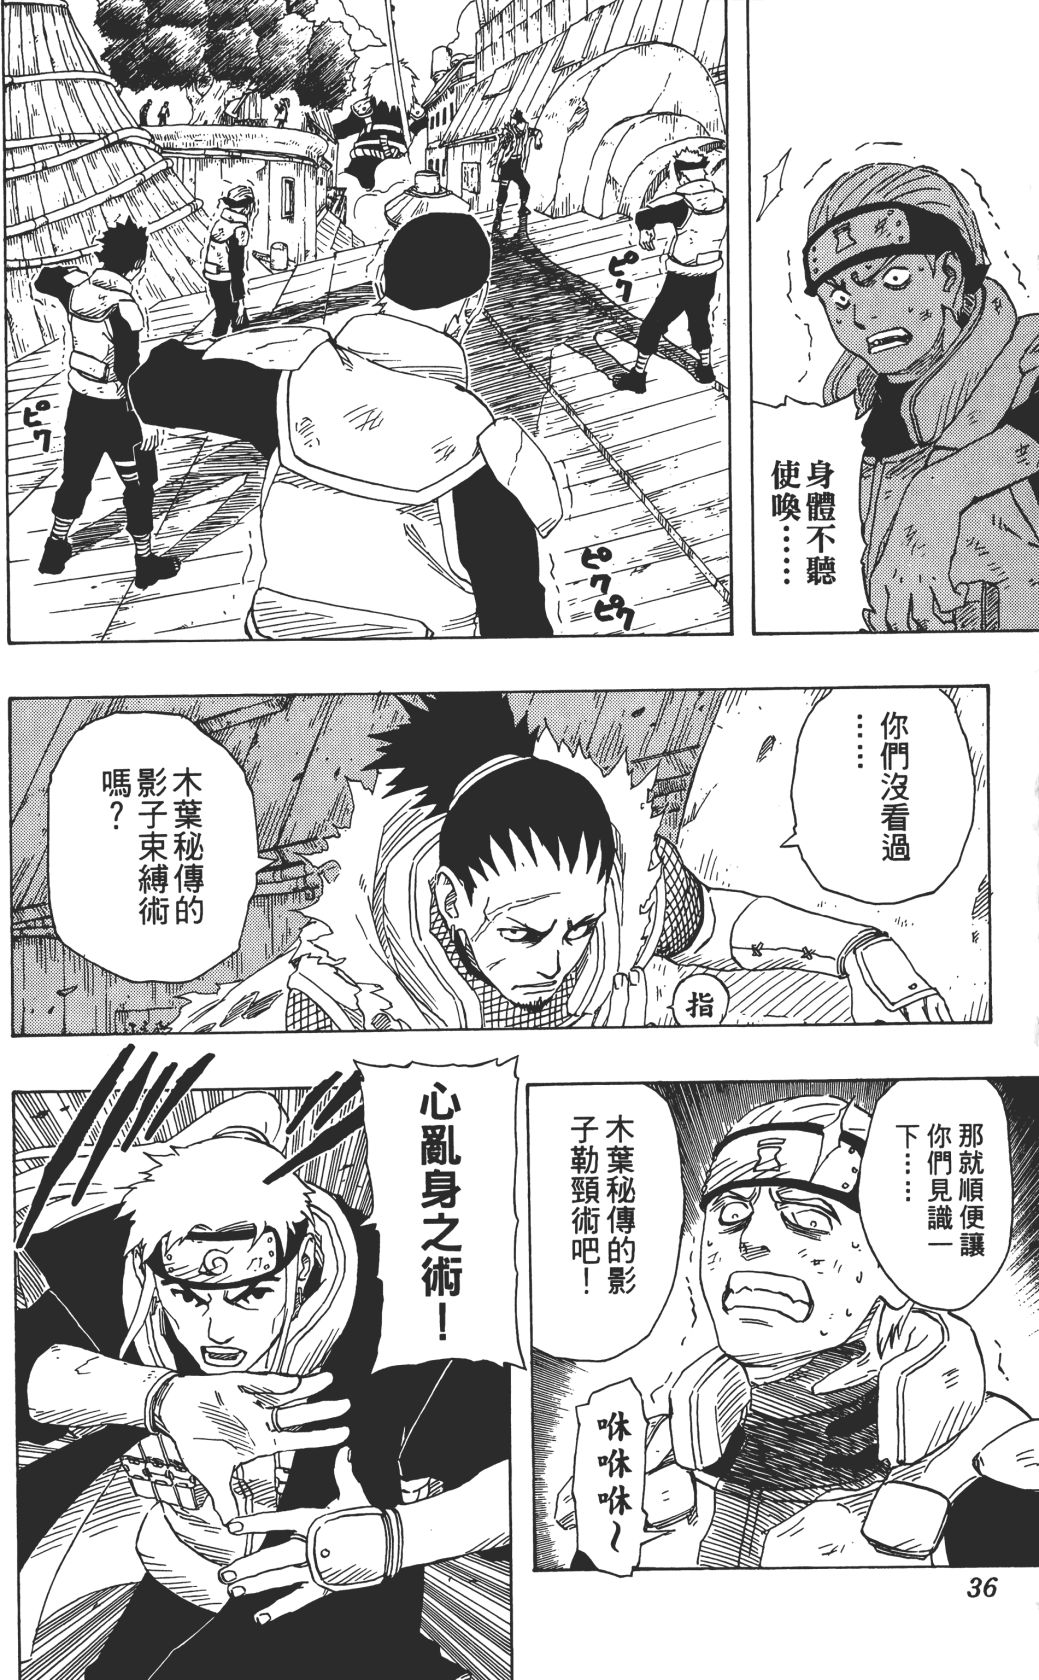 身體不聽
使喚……
ピク
ピク
ピク
ピク
你們沒看過
……
木葉秘傳的
影子束縛術
嗎？
指
那就順便讓
你們見識一
下……
木葉秘傳的影
子勒頸術吧！
咻咻咻～
心亂身之術！
36